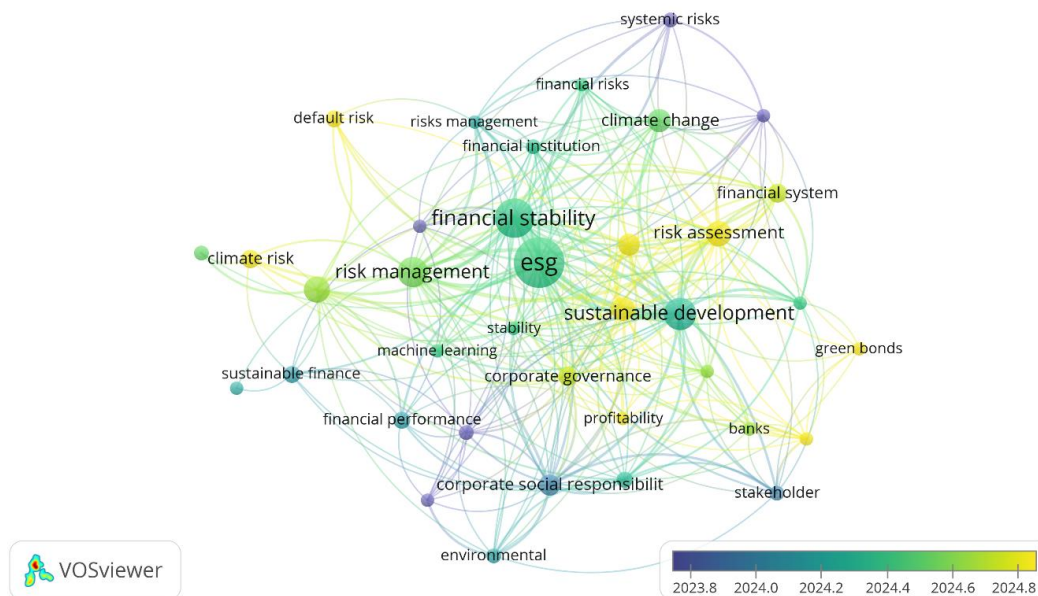 systemic risks
financial risks
default risk
risks management
climate change
financial institution
financial system
financial stability
risk assessment
climate risk
esg
risk management
sustainable development
stability
green bonds
machine learning
sustainable finance
corporate governance
financial performance
profitability
banks
corporate social responsibilit
stakeholder
environmental
VOSviewer
2023.8 2024.0 2024.2 2024.4 2024.6 2024.8